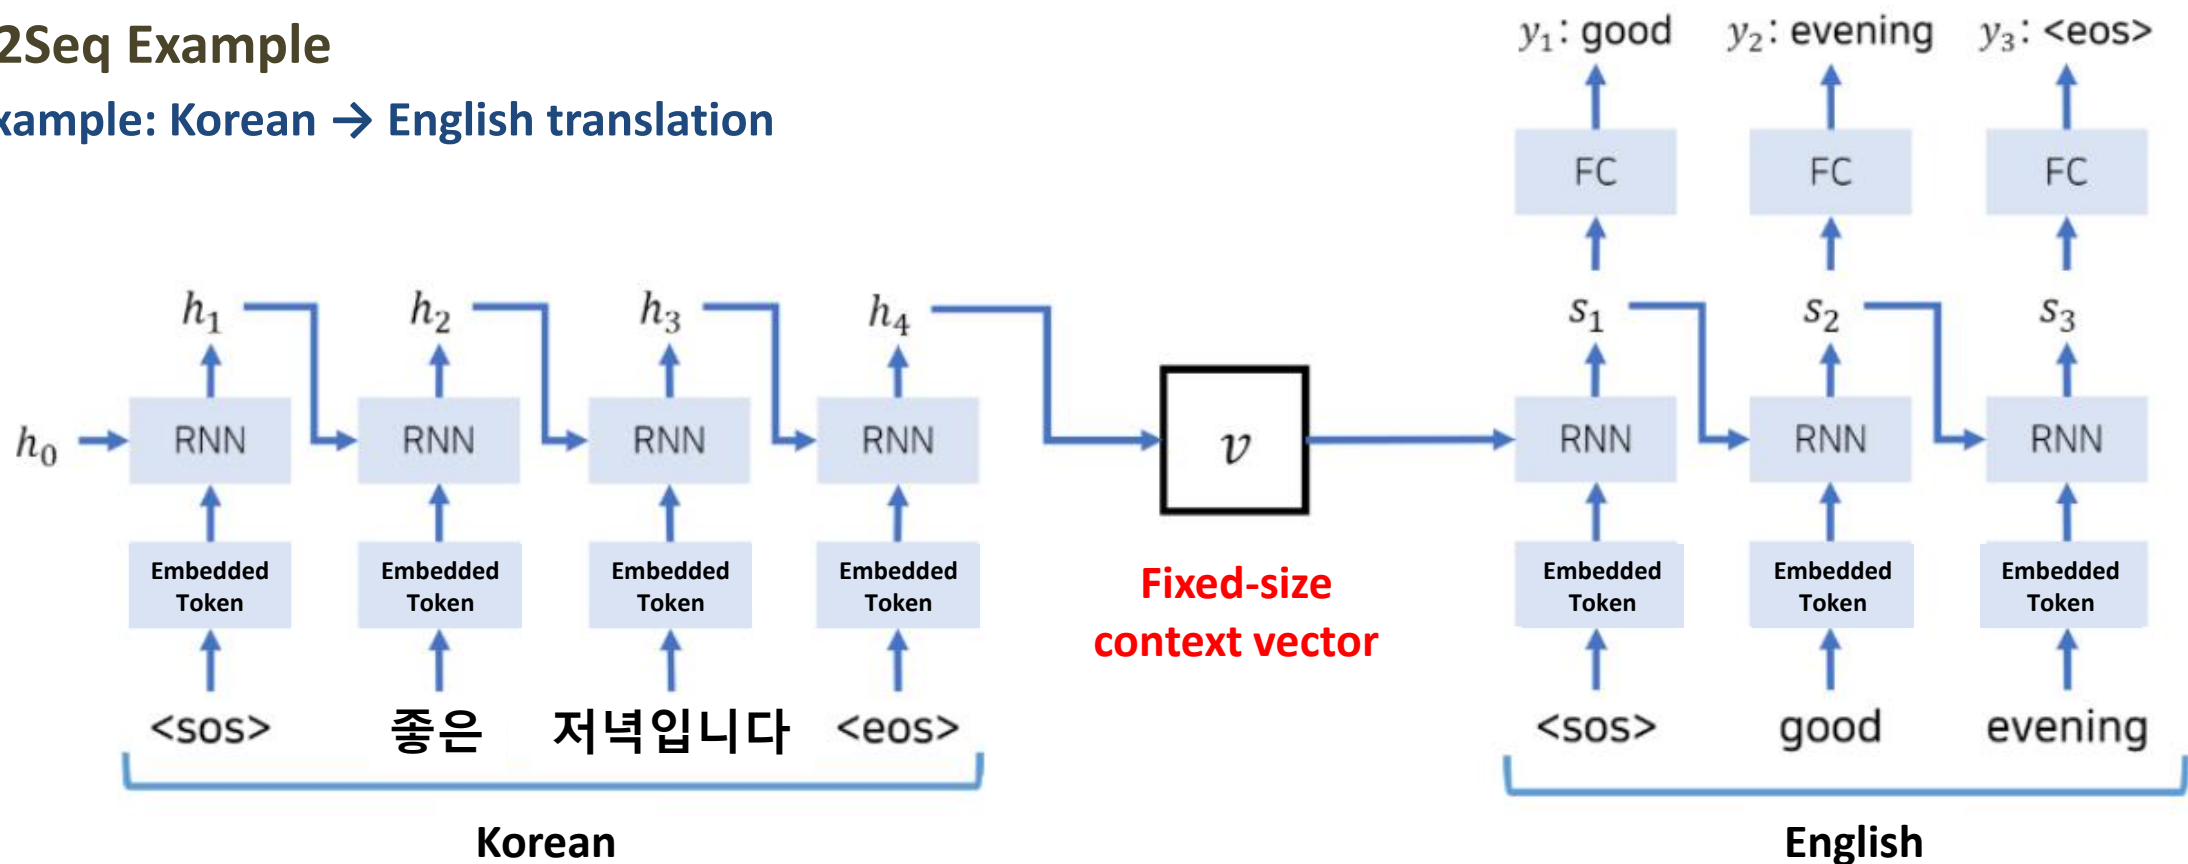 2Seq Example
xample: Korean → English translation
y₁: good y₂: evening y₃: <eos>
FC FC FC
h₁ h₂ h₃ h₄ s₁ s₂ s₃
h₀ RNN RNN RNN RNN v RNN RNN RNN
Embedded Token Embedded Token Embedded Token Embedded Token Embedded Token Embedded Token Embedded Token
Fixed-size
context vector
<sos> 좋은 저녁입니다 <eos> <sos> good evening
Korean English